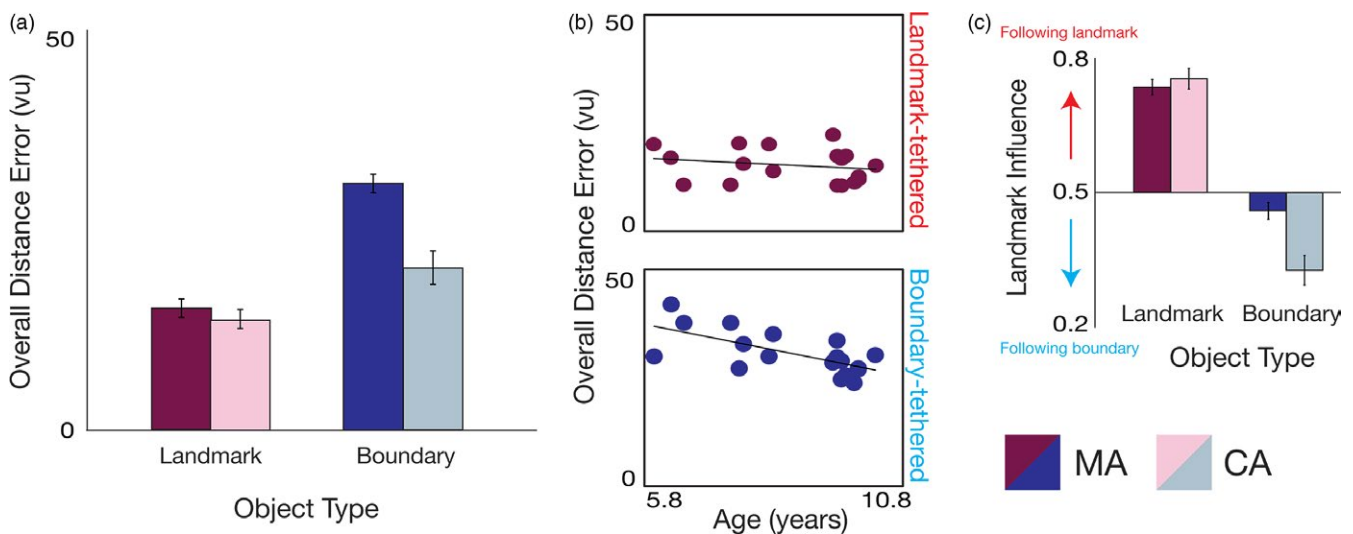 (a)
50
Overall Distance Error (vu)
0
Landmark
Boundary
Object Type
(b)
50
Overall Distance Error (vu)
0
Landmark-tethered
50
0
Boundary-tethered
5.8
10.8
Age (years)
(c)
Following landmark
0.8
Landmark Influence
0.5
0.2
Landmark
Boundary
Following boundary
Object Type
MA
CA